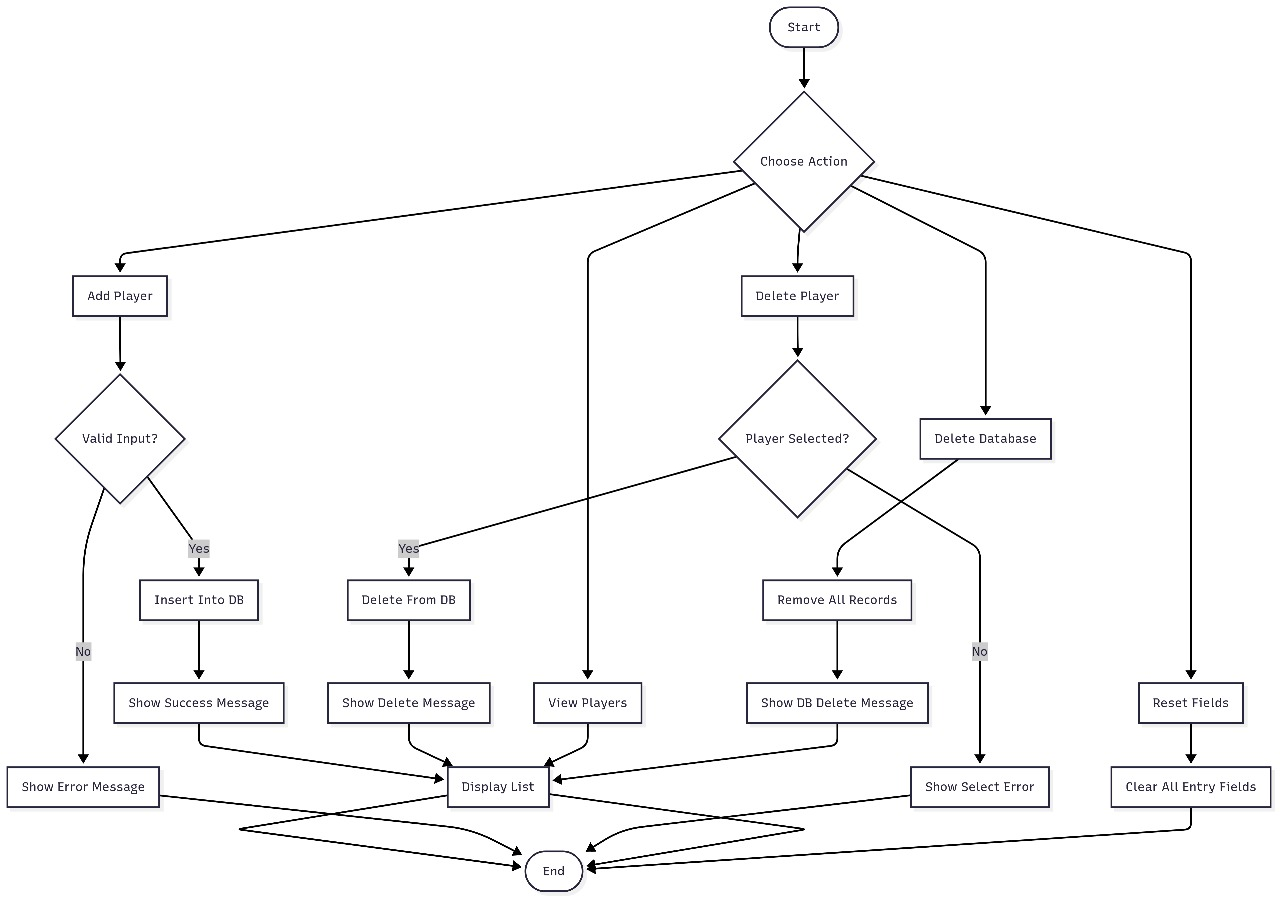 Start
Choose Action
Add Player
Delete Player
Valid Input?
Player Selected?
Delete Database
Yes
Yes
Insert Into DB
Delete From DB
Remove All Records
No
No
Show Success Message
Show Delete Message
View Players
Show DB Delete Message
Reset Fields
Show Error Message
Display List
Show Select Error
Clear All Entry Fields
End